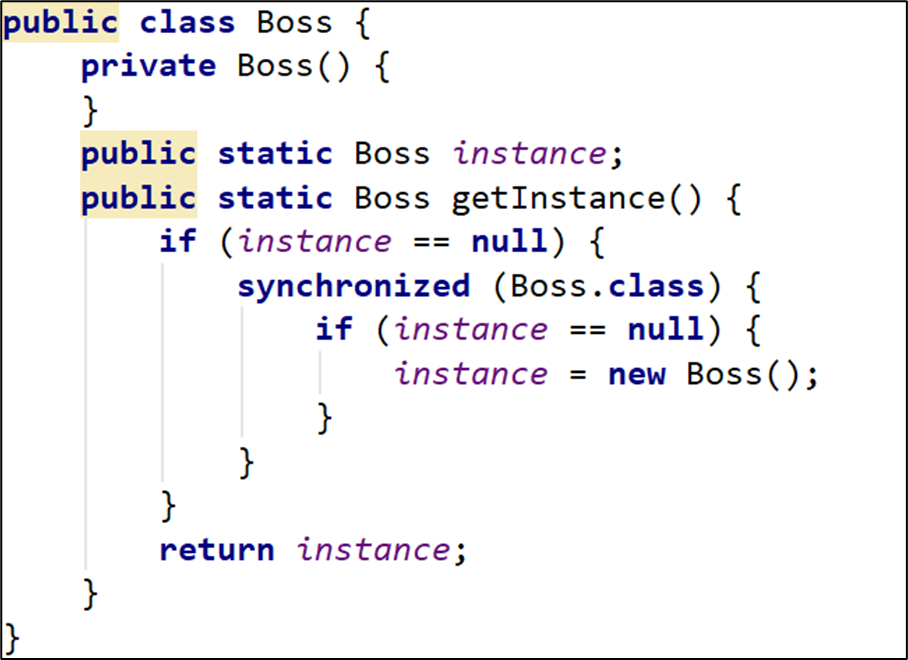 public class Boss {
    private Boss() {
    }
    public static Boss instance;
    public static Boss getInstance() {
        if (instance == null) {
            synchronized (Boss.class) {
                if (instance == null) {
                    instance = new Boss();
                }
            }
        }
        return instance;
    }
}